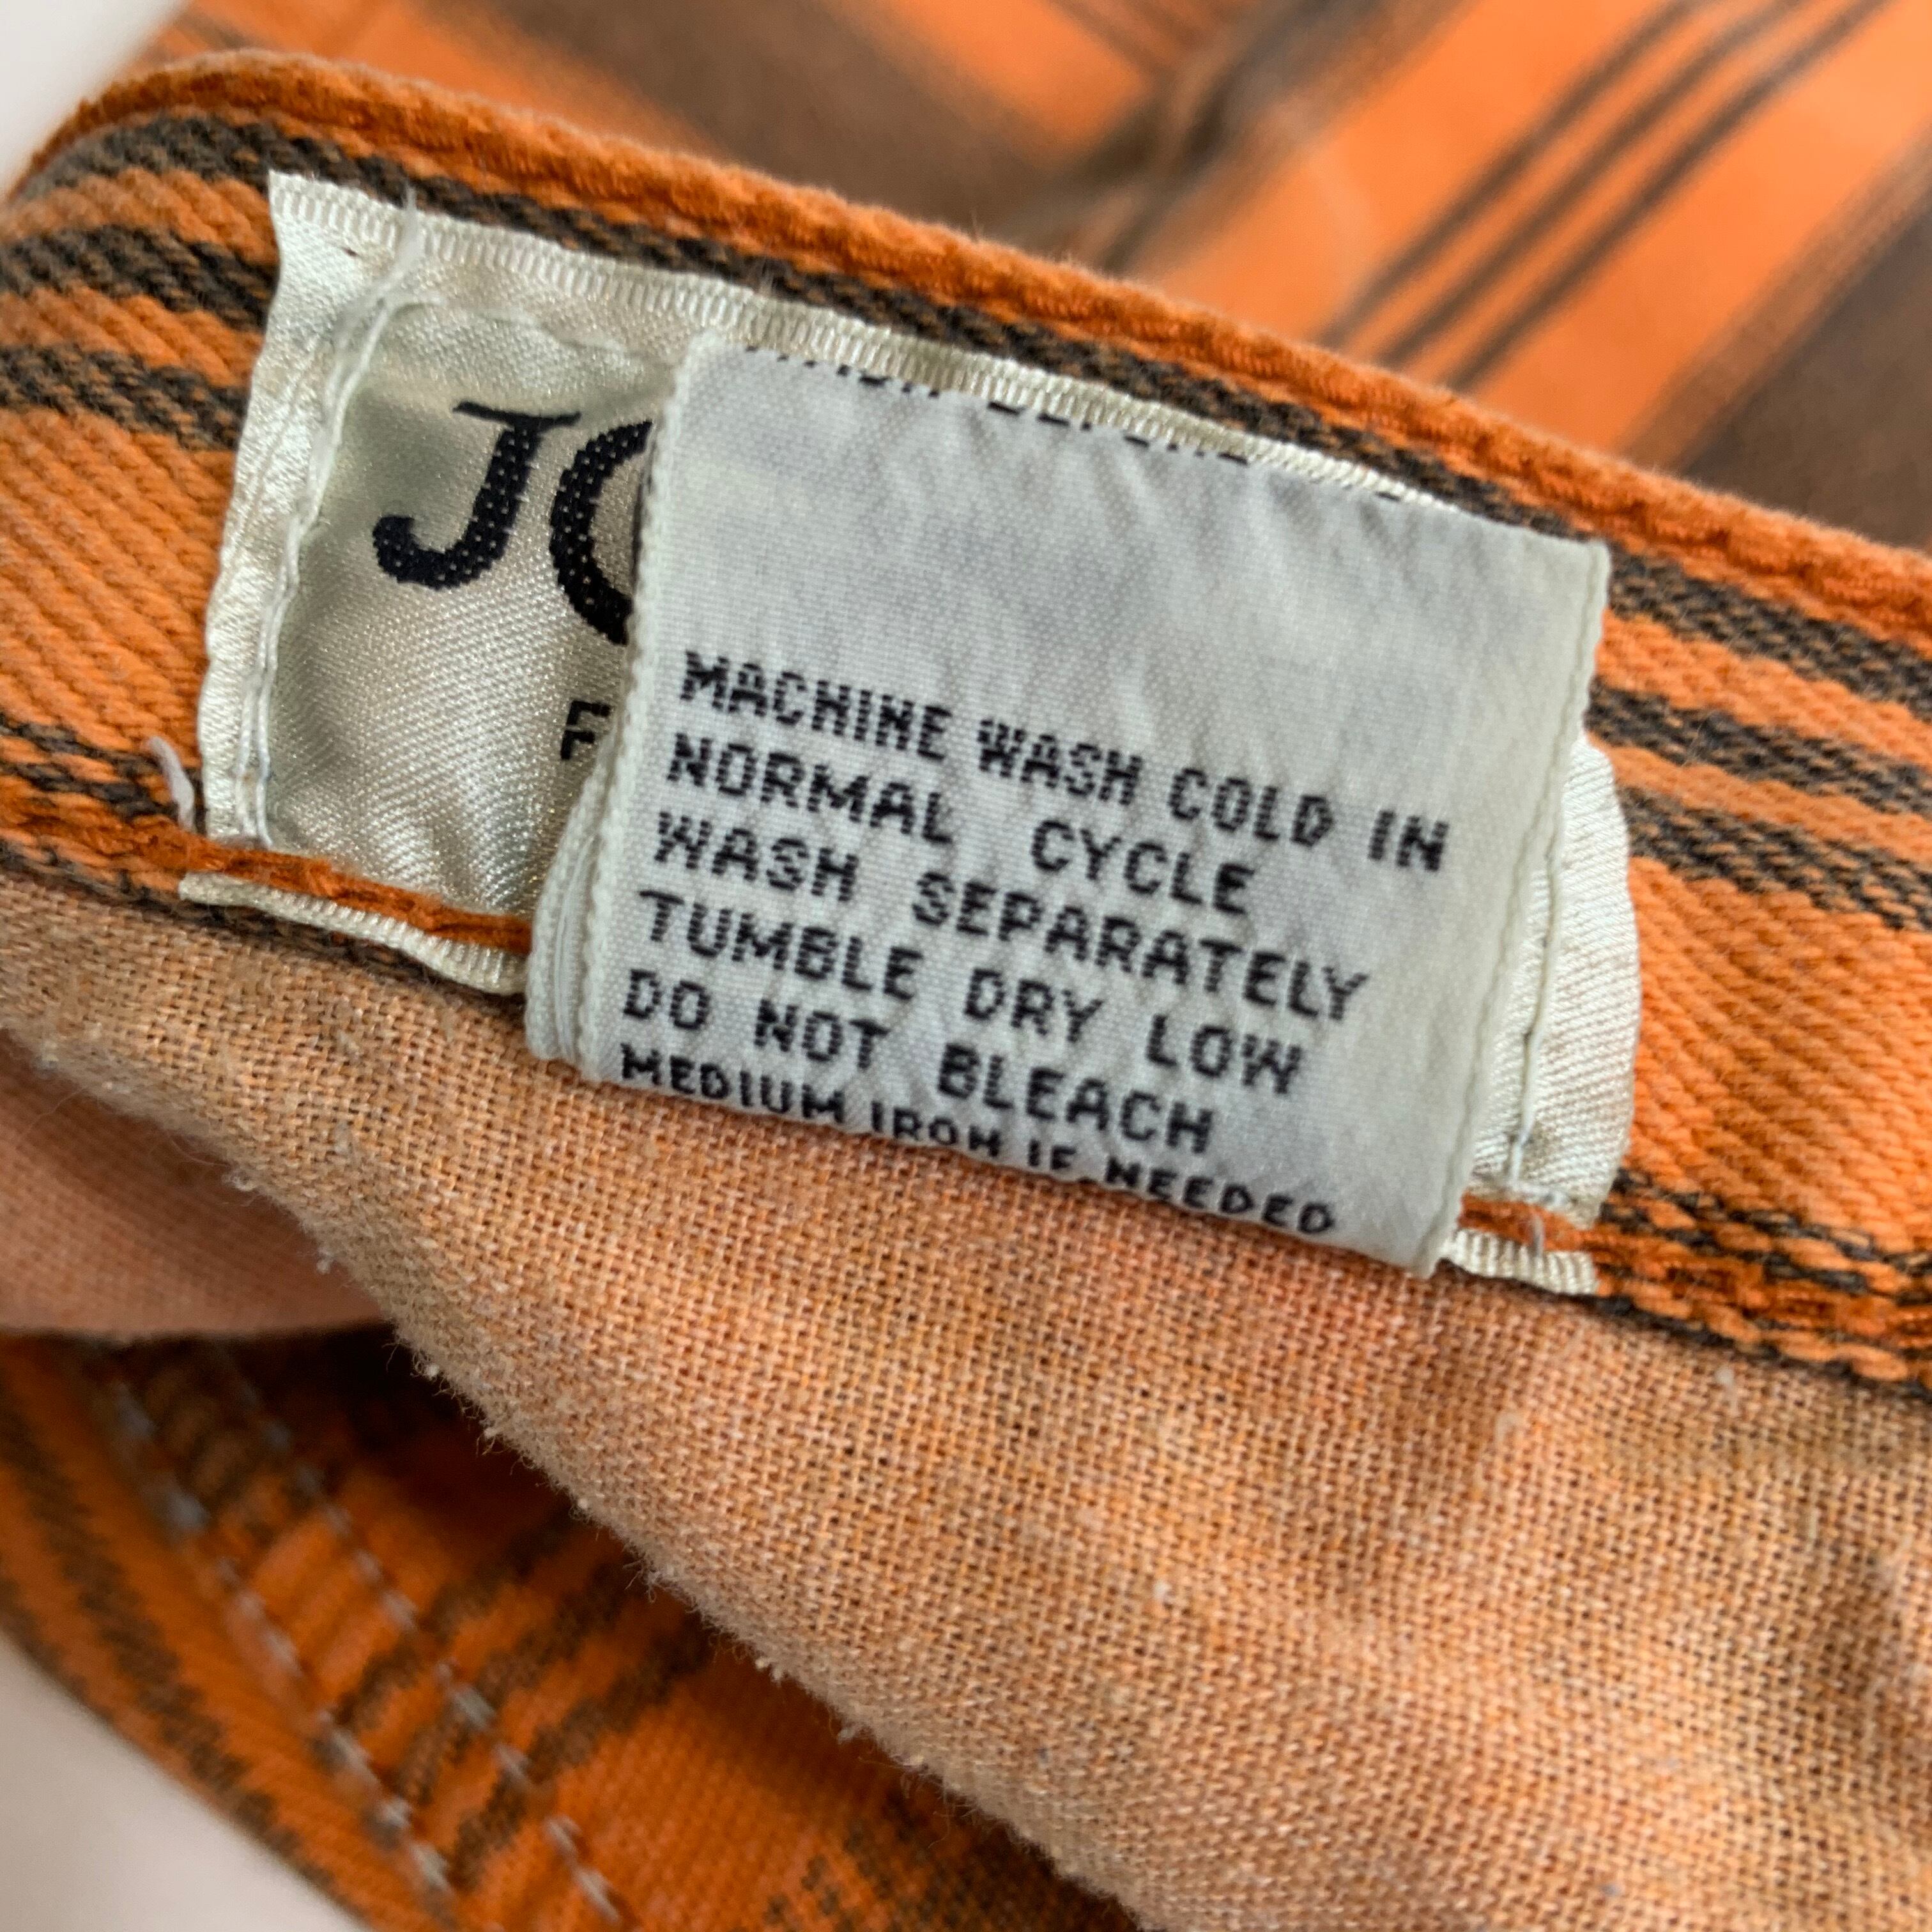 JO
F
MACHINE WASH COLD IN
NORMAL CYCLE
WASH SEPARATELY
TUMBLE DRY LOW
DO NOT BLEACH
MEDIUM IRON IF NEEDED